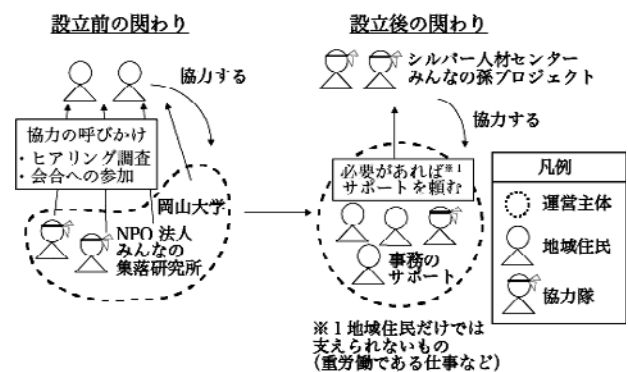 設立前の関わり
協力する
協力の呼びかけ
・ヒアリング調査
・会合への参加
岡山大学
NPO 法人
みんなの
集落研究所
設立後の関わり
シルバー人材センター
みんなの孫プロジェクト
協力する
必要があれば※1
サポートを頼む
事務の
サポート
※1地域住民だけでは
支えられないもの
(重労働である仕事など)
凡例
運営主体
地域住民
協力隊